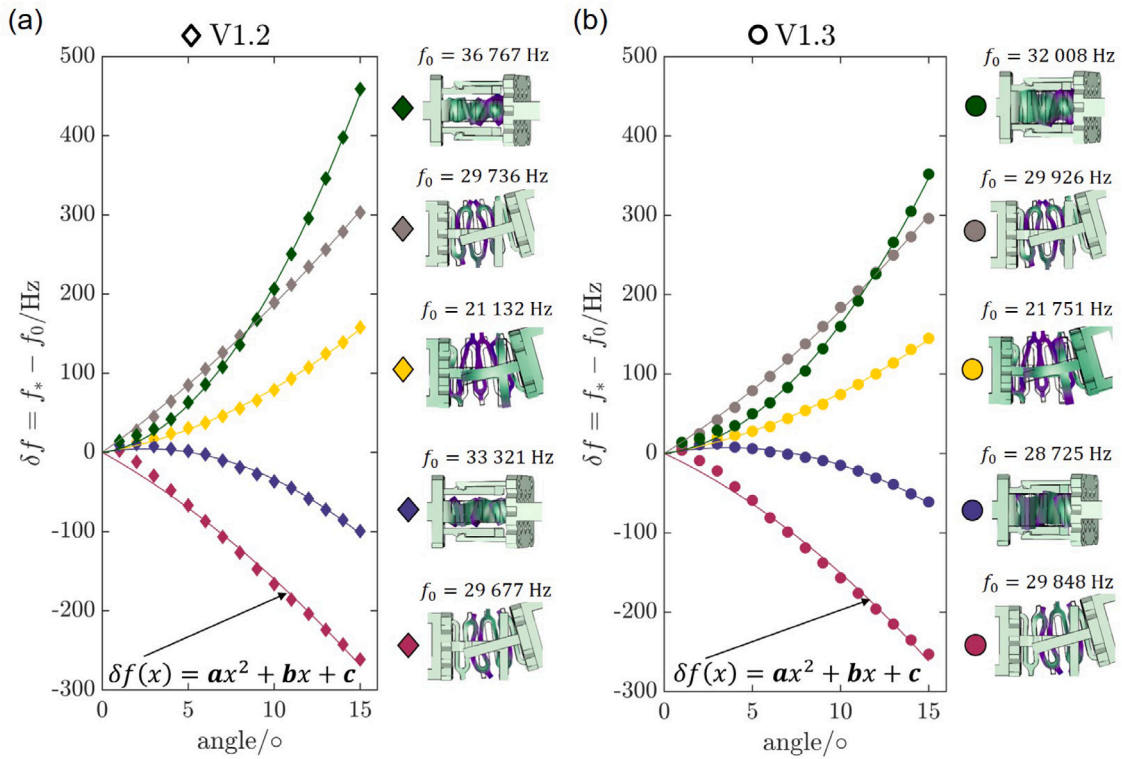 (a)
V1.2
500
400
300
200
100
0
-100
-200
-300
δf = f* − f0/Hz
0
5
10
15
angle/○
δf(x) = ax² + bx + c
f0 = 36 767 Hz
f0 = 29 736 Hz
f0 = 21 132 Hz
f0 = 33 321 Hz
f0 = 29 677 Hz
(b)
V1.3
500
400
300
200
100
0
-100
-200
-300
δf = f* − f0/Hz
0
5
10
15
angle/○
δf(x) = ax² + bx + c
f0 = 32 008 Hz
f0 = 29 926 Hz
f0 = 21 751 Hz
f0 = 28 725 Hz
f0 = 29 848 Hz